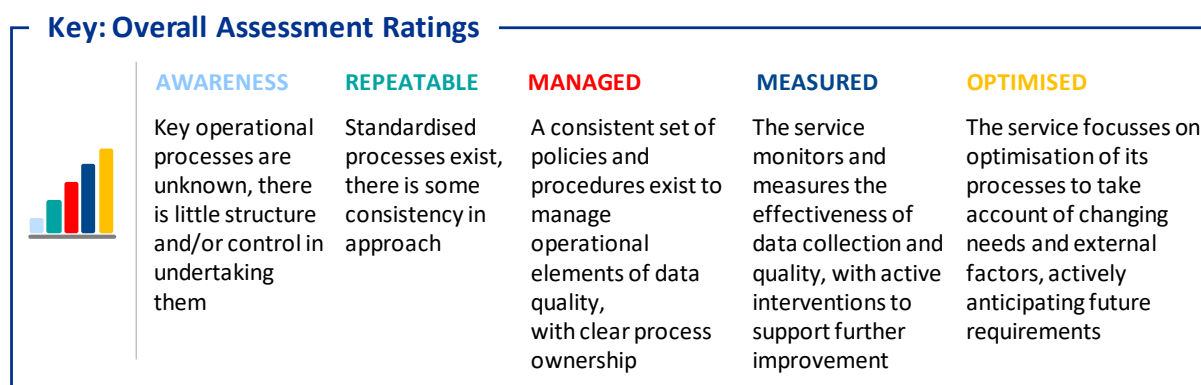 Key: Overall Assessment Ratings
AWARENESS
Key operational
processes are
unknown, there
is little structure
and/or control in
undertaking
them
REPEATABLE
Standardised
processes exist,
there is some
consistency in
approach
MANAGED
A consistent set of
policies and
procedures exist to
manage
operational
elements of data
quality,
with clear process
ownership
MEASURED
The service
monitors and
measures the
effectiveness of
data collection and
quality, with active
interventions to
support further
improvement
OPTIMISED
The service focusses on
optimisation of its
processes to take
account of changing
needs and external
factors, actively
anticipating future
requirements